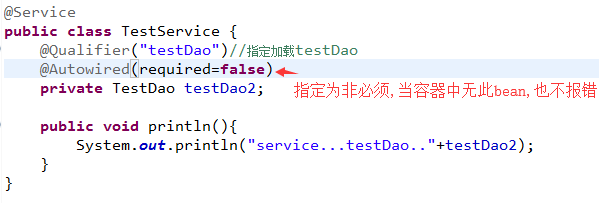 @Service
public class TestService {
@Qualifier("testDao")//指定加载testDao
@Autowired(required=false)
private TestDao testDao2; 指定为非必须,当容器中无此bean,也不报错
public void println(){
System.out.println("service...testDao.."+testDao2);
}
}